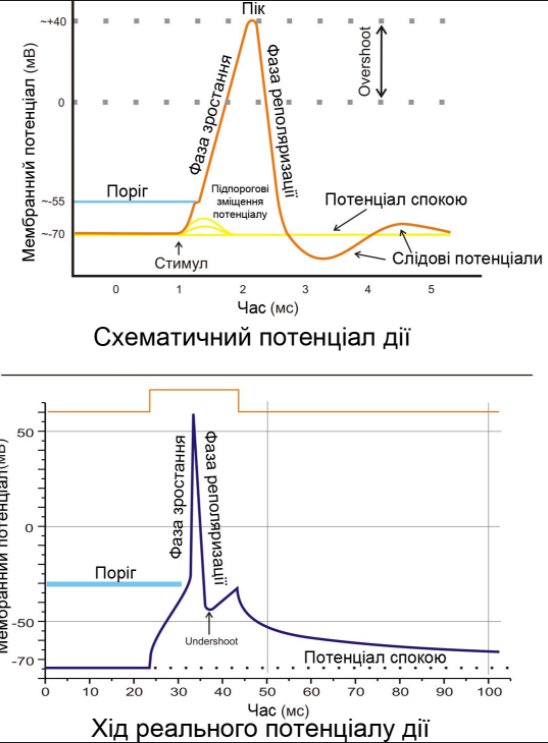 Пік
~+40
Мембранний потенціал (мВ)
Фаза зростання
Фаза реполяризації
Overshoot
0
Поріг
Підпорогові
зміщення
потенціалу
~-55
Потенціал спокою
~-70
Стимул
Слідові потенціали
0 1 2 3 4 5
Час (мс)
Схематичний потенціал дії
50
Мембранний потенціал(мВ)
Фаза зростання
Фаза реполяризації
0
Поріг
-50
Undershoot
Потенціал спокою
-70
0 10 20 30 40 50 60 70 80 90 100
Час (мс)
Хід реального потенціалу дії